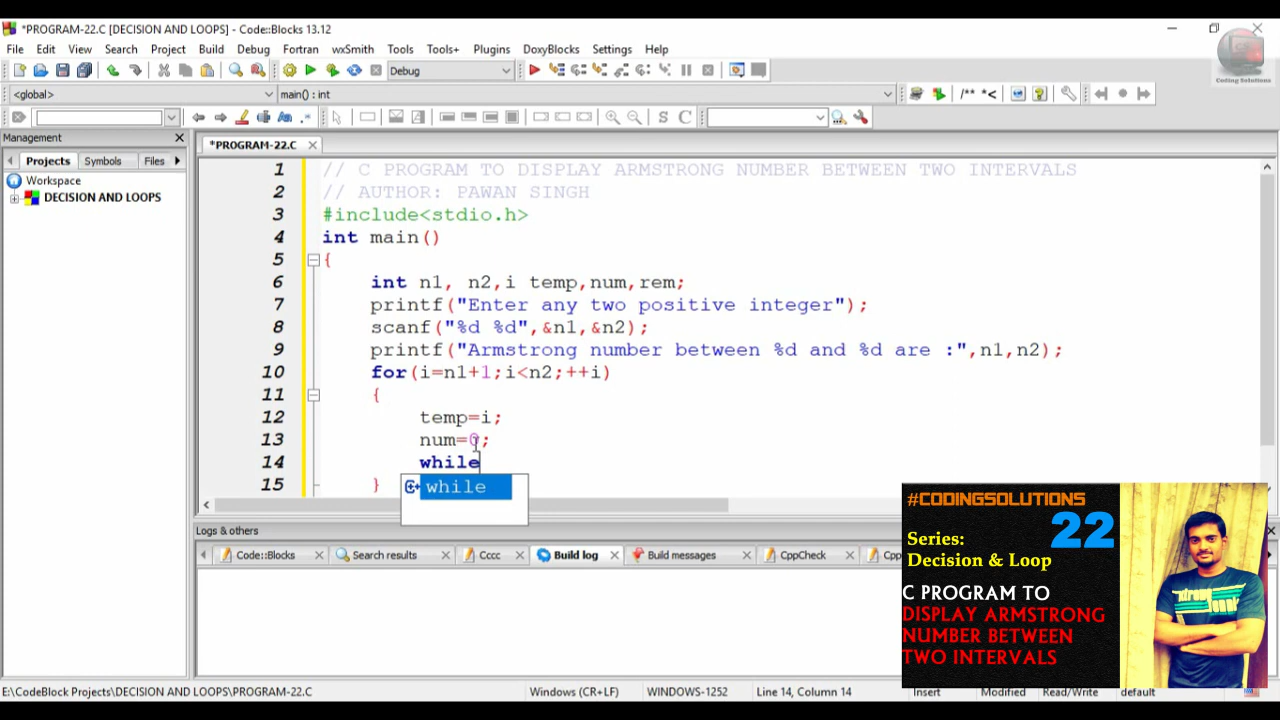 *PROGRAM-22.C [DECISION AND LOOPS] - Code::Blocks 13.12
File Edit View Search Project Build Debug Fortran wxSmith Tools Tools+ Plugins DoxyBlocks Settings Help
Coding Solutions
Debug
<global> main() : int /** *<
S C
Management
*PROGRAM-22.C
Projects Symbols Files
Workspace
DECISION AND LOOPS
1 // C PROGRAM TO DISPLAY ARMSTRONG NUMBER BETWEEN TWO INTERVALS
2 // AUTHOR: PAWAN SINGH
3 #include<stdio.h>
4 int main()
5 {
6 int n1, n2,i temp,num,rem;
7 printf("Enter any two positive integer");
8 scanf("%d %d",&n1,&n2);
9 printf("Armstrong number between %d and %d are :",n1,n2);
10 for(i=n1+1;i<n2;++i)
11 {
12 temp=i;
13 num=0;
14 while
15 }
while
Logs & others
Code::Blocks Search results Cccc Build log Build messages CppCheck Cpp
#CODINGSOLUTIONS
22
Series:
Decision & Loop
C PROGRAM TO
DISPLAY ARMSTRONG
NUMBER BETWEEN
TWO INTERVALS
E:\CodeBlock Projects\DECISION AND LOOPS\PROGRAM-22.C Windows (CR+LF) WINDOWS-1252 Line 14, Column 14 Insert Modified Read/Write default